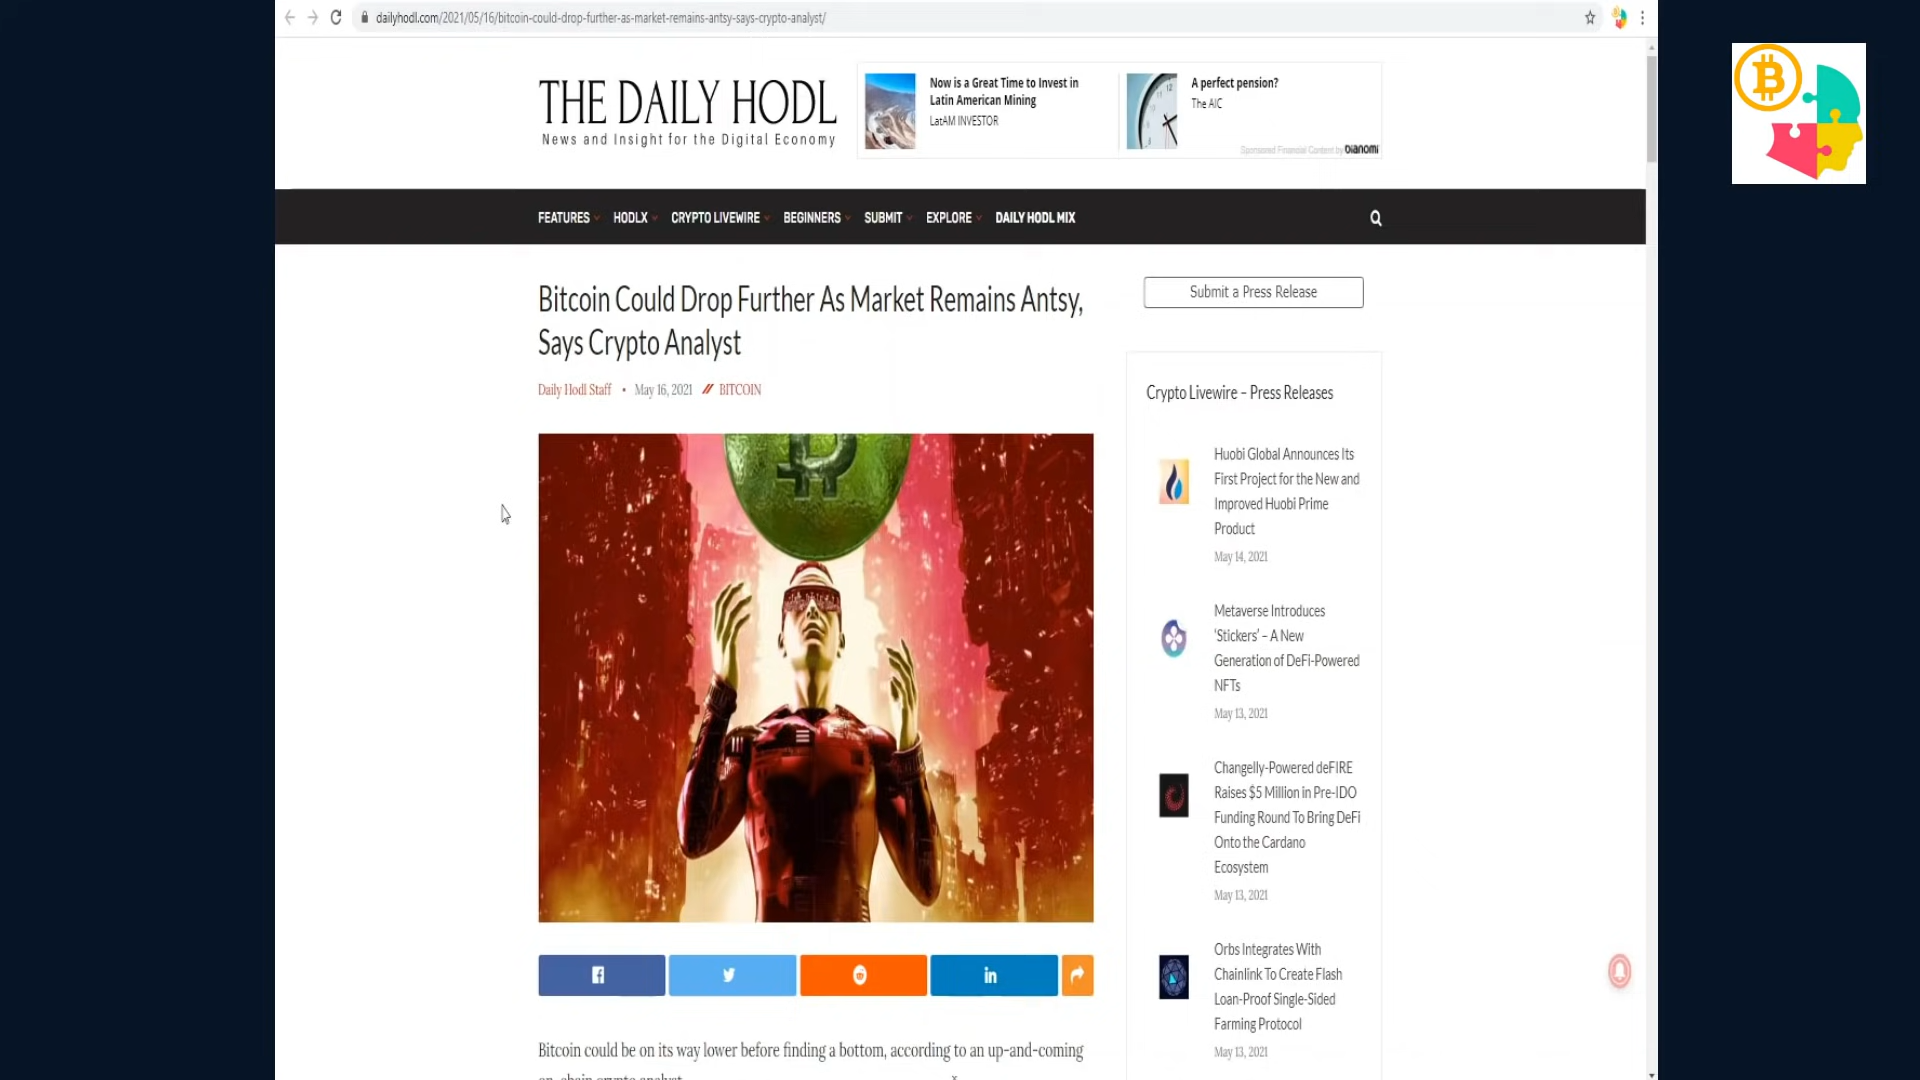 dailyhodl.com/2021/05/16/bitcoin-could-drop-further-as-market-remains-antsy-says-crypto-analyst/
THE DAILY HODL
News and Insight for the Digital Economy
Now is a Great Time to Invest in
Latin American Mining
LatAM INVESTOR
A perfect pension?
The AIC
Sponsored Financial Content by DIANOMI
FEATURES HODLX CRYPTO LIVEWIRE BEGINNERS SUBMIT EXPLORE DAILY HODL MIX
Bitcoin Could Drop Further As Market Remains Antsy,
Says Crypto Analyst
Daily Hodl Staff • May 16, 2021 // BITCOIN
Bitcoin could be on its way lower before finding a bottom, according to an up-and-coming
on-chain crypto analyst.
Submit a Press Release
Crypto Livewire – Press Releases
Huobi Global Announces Its
First Project for the New and
Improved Huobi Prime
Product
May 14, 2021
Metaverse Introduces
‘Stickers’ – A New
Generation of DeFi-Powered
NFTs
May 13, 2021
Changelly-Powered deFIRE
Raises $5 Million in Pre-IDO
Funding Round To Bring DeFi
Onto the Cardano
Ecosystem
May 13, 2021
Orbs Integrates With
Chainlink To Create Flash
Loan-Proof Single-Sided
Farming Protocol
May 13, 2021